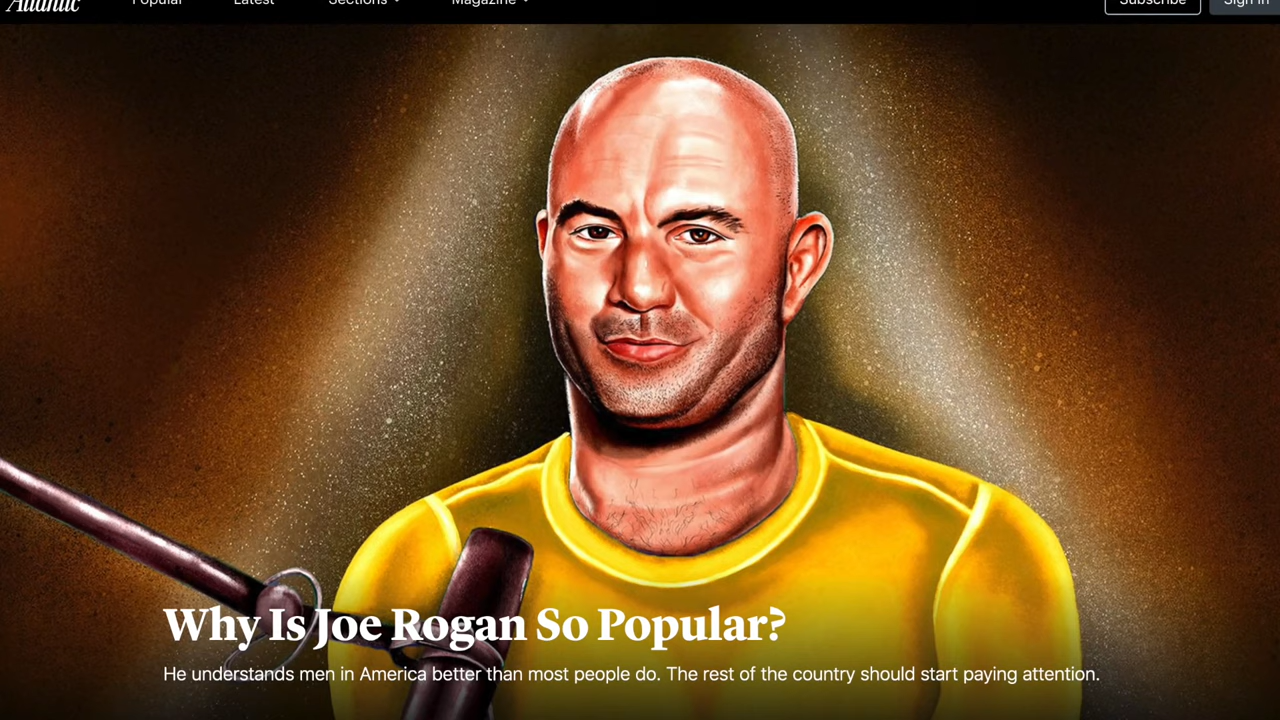 Atlantic Popular Latest Sections Magazine Subscribe Sign In
Why Is Joe Rogan So Popular?
He understands men in America better than most people do. The rest of the country should start paying attention.